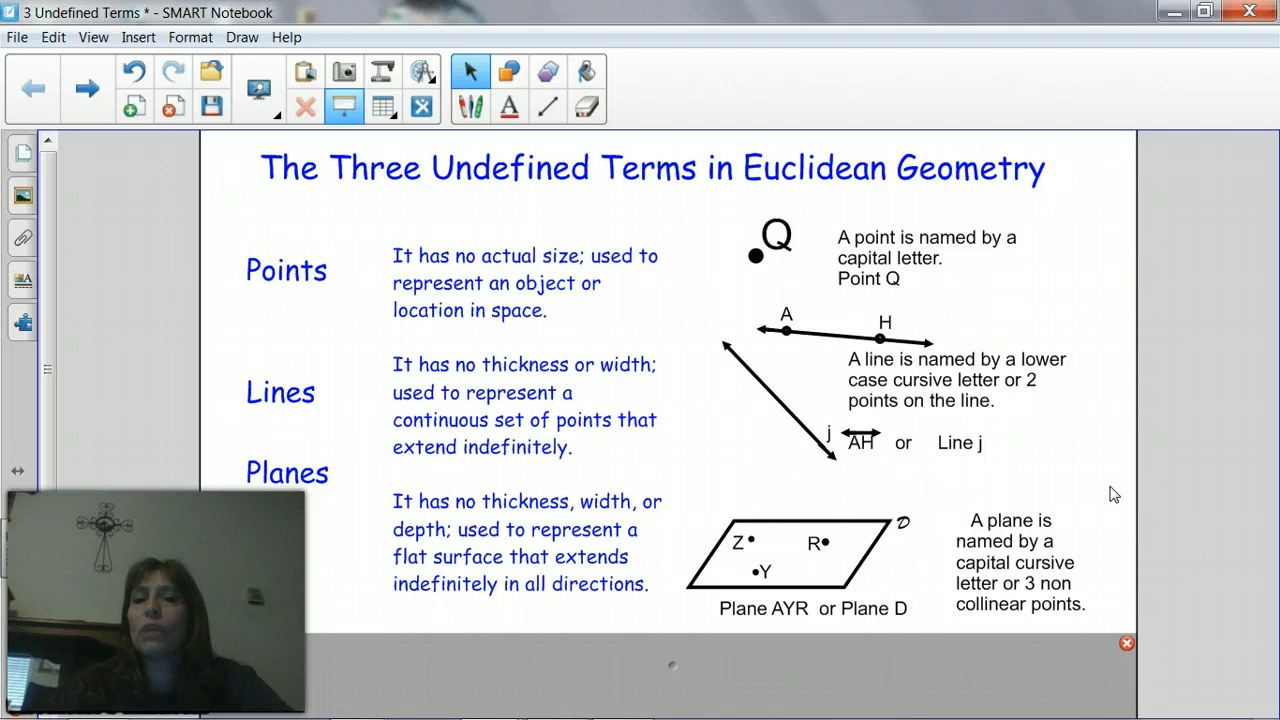 3 Undefined Terms * - SMART Notebook
File Edit View Insert Format Draw Help
The Three Undefined Terms in Euclidean Geometry
Points
It has no actual size; used to
represent an object or
location in space.
Q
A point is named by a
capital letter.
Point Q
Lines
It has no thickness or width;
used to represent a
continuous set of points that
extend indefinitely.
A H
A line is named by a lower
case cursive letter or 2
points on the line.
j
AH or Line j
Planes
It has no thickness, width, or
depth; used to represent a
flat surface that extends
indefinitely in all directions.
D
Z R
Y
Plane AYR or Plane D
A plane is
named by a
capital cursive
letter or 3 non
collinear points.